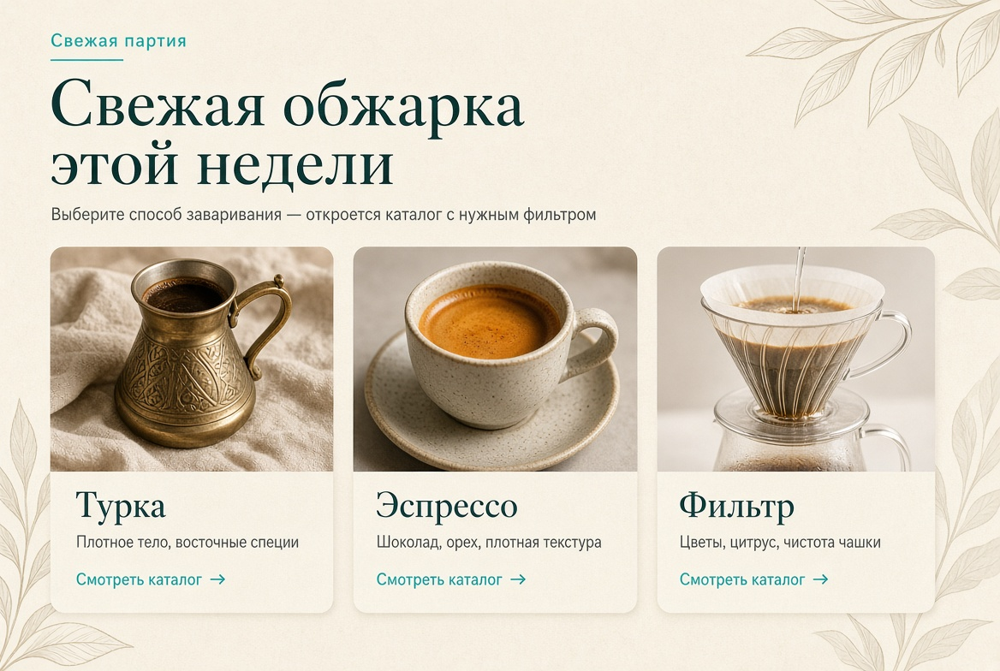 Свежая партия
Свежая обжарка
этой недели
Выберите способ заваривания — откроется каталог с нужным фильтром
Турка
Плотное тело, восточные специи
Смотреть каталог →
Эспрессо
Шоколад, орех, плотная текстура
Смотреть каталог →
Фильтр
Цветы, цитрус, чистота чашки
Смотреть каталог →